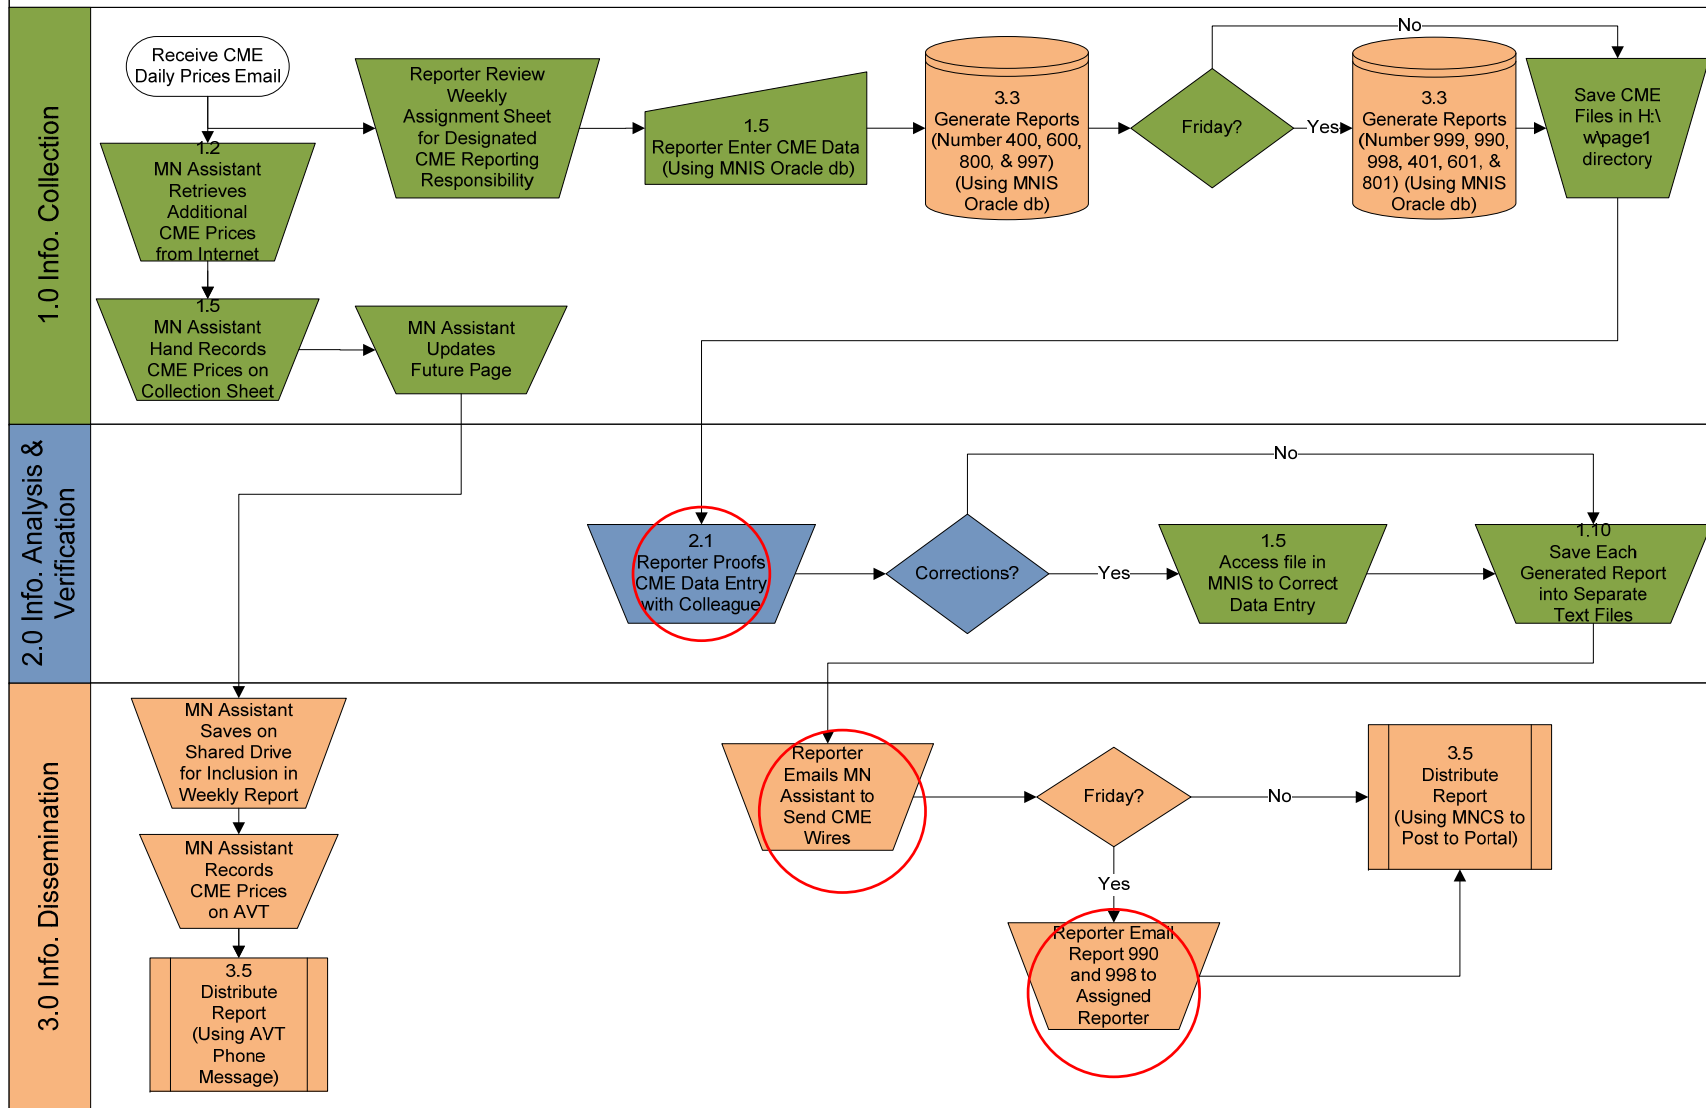 1.0 Info. Collection
Receive CME
Daily Prices Email
1.2
MN Assistant
Retrieves
Additional
CME Prices
from Internet
1.5
MN Assistant
Hand Records
CME Prices on
Collection Sheet
MN Assistant
Updates
Future Page
Reporter Review
Weekly
Assignment Sheet
for Designated
CME Reporting
Responsibility
1.5
Reporter Enter CME Data
(Using MNIS Oracle db)
3.3
Generate Reports
(Number 400, 600,
800, & 997)
(Using MNIS
Oracle db)
Friday?
No
Yes
3.3
Generate Reports
(Number 999, 990,
998, 401, 601, &
801) (Using MNIS
Oracle db)
Save CME
Files in H:\
w\page1
directory
2.0 Info. Analysis &
Verification
2.1
Reporter Proofs
CME Data Entry
with Colleague
Corrections?
No
Yes
1.5
Access file in
MNIS to Correct
Data Entry
1.10
Save Each
Generated Report
into Separate
Text Files
3.0 Info. Dissemination
MN Assistant
Saves on
Shared Drive
for Inclusion in
Weekly Report
MN Assistant
Records
CME Prices
on AVT
3.5
Distribute
Report
(Using AVT
Phone
Message)
Reporter
Emails MN
Assistant to
Send CME
Wires
Friday?
No
Yes
Reporter Email
Report 990
and 998 to
Assigned
Reporter
3.5
Distribute
Report
(Using MNCS to
Post to Portal)